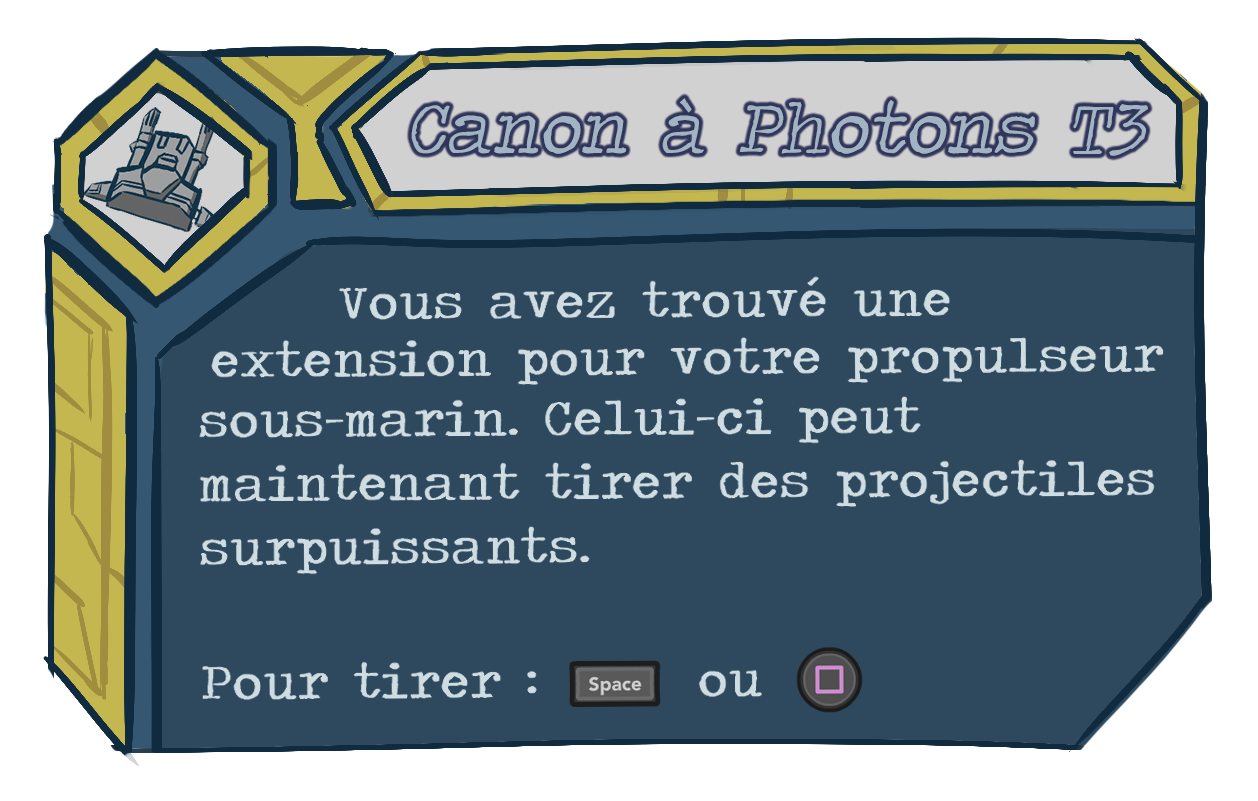 Canon à Photons T3
Vous avez trouvé une
extension pour votre propulseur
sous-marin. Celui-ci peut
maintenant tirer des projectiles
surpuissants.
Pour tirer : Space ou